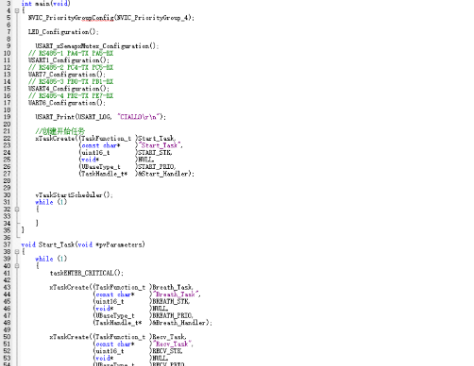 3 int main(void)
4 {
5 NVIC_PriorityGroupConfig(NVIC_PriorityGroup_4);
6
7 LED_Configuration();
8
9 USART_xSemapoMutex_Configuration();
10 // RS485-1 PA4-TX PA5-RX
11 USART1_Configuration();
12 // RS485-2 PC4-TX PC5-RX
13 UART7_Configuration();
14 // RS485-3 PB0-TX PB1-RX
15 USART4_Configuration();
16 // RS485-4 PB2-TX PE7-RX
17 UART6_Configuration();
18
19 USART_Print(USART_LOG, "CIALLO\r\n");
20
21 //创建开始任务
22 xTaskCreate((TaskFunction_t )Start_Task,
23 (const char* )"Start_Task",
24 (uint16_t )START_STK,
25 (void* )NULL,
26 (UBaseType_t )START_PRIO,
27 (TaskHandle_t* )&Start_Handler);
28
29
30 vTaskStartScheduler();
31 while (1)
32 {
33
34 }
35 }
36
37 void Start_Task(void *pvParameters)
38 {
39 while (1)
40 {
41 taskENTER_CRITICAL();
42
43 xTaskCreate((TaskFunction_t )Breath_Task,
44 (const char* )"Breath_Task",
45 (uint16_t )BREATH_STK,
46 (void* )NULL,
47 (UBaseType_t )BREATH_PRIO,
48 (TaskHandle_t* )&Breath_Handler);
49
50 xTaskCreate((TaskFunction_t )Recv_Task,
51 (const char* )"Recv_Task",
52 (uint16_t )RECV_STK,
53 (void* )NULL,
54 (UBaseType_t )RECV_PRIO,